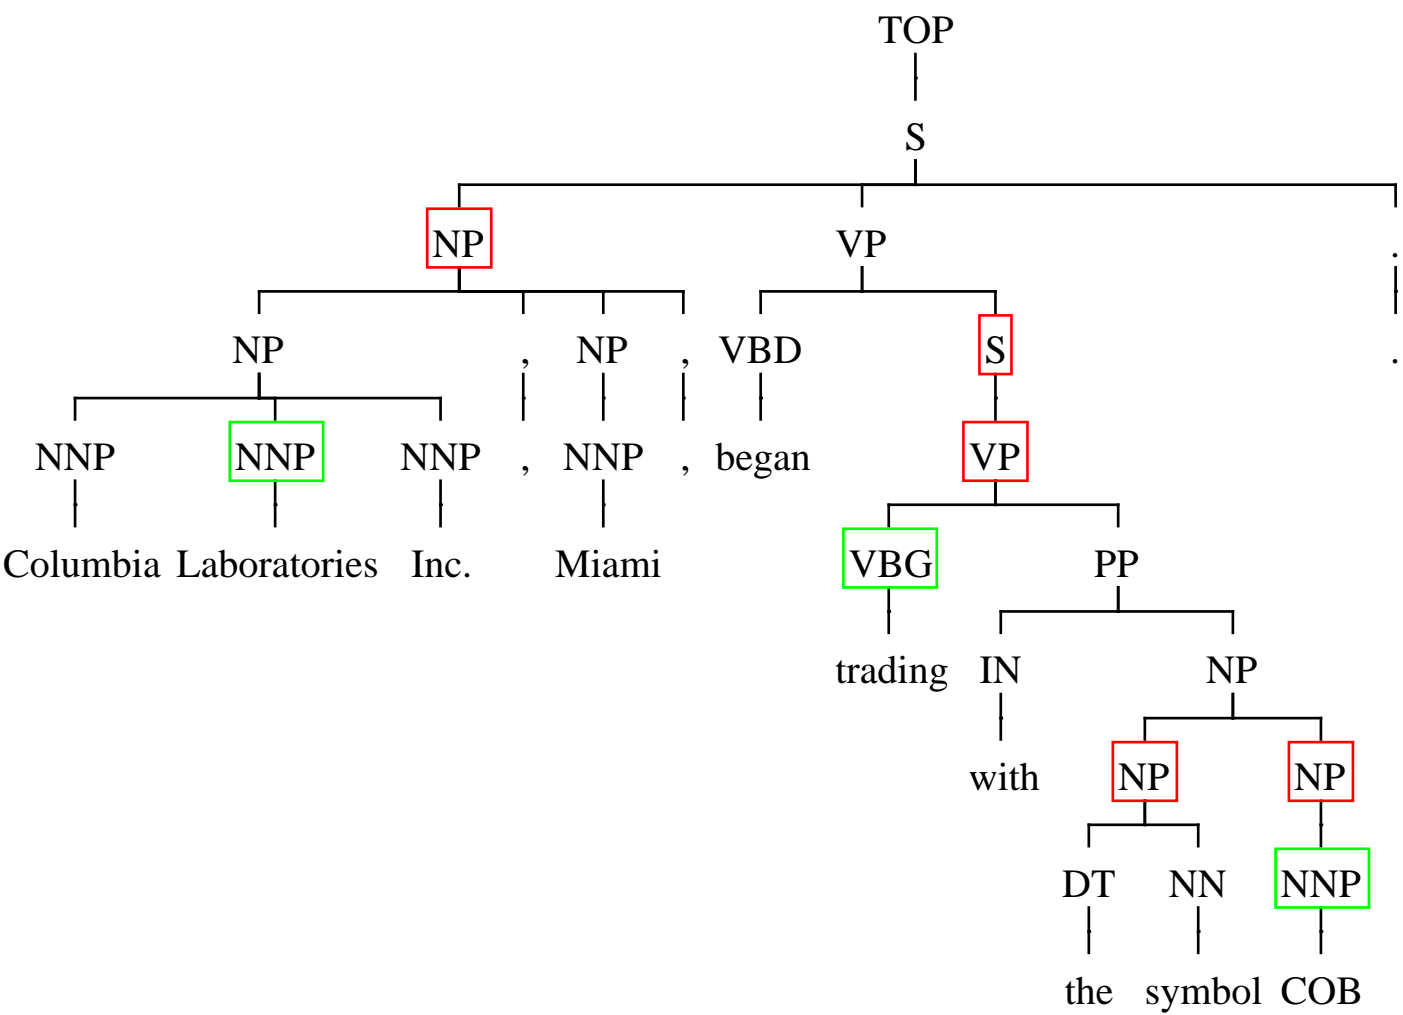 TOP
S
NP VP .
NP , NP , VBD S .
NNP NNP NNP , NNP , began VP
Columbia Laboratories Inc. Miami VBG PP
trading IN NP
with NP NP
DT NN NNP
the symbol COB